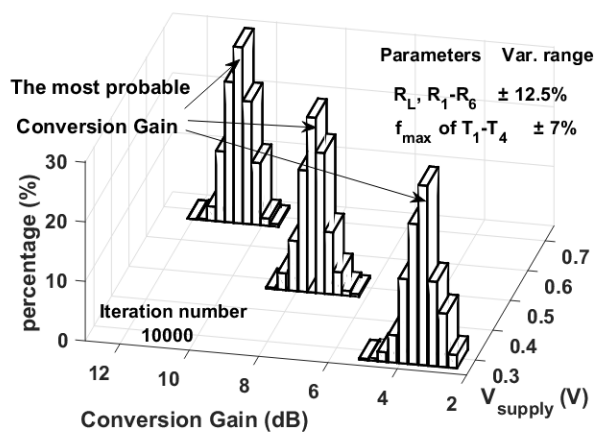 Parameters Var. range
R_L, R_1-R_6 ± 12.5%
f_max of T_1-T_4 ± 7%
The most probable
Conversion Gain
30
20
10
0
percentage (%)
Iteration number
10000
12
10
8
6
4
2
Conversion Gain (dB)
0.7
0.6
0.5
0.4
0.3
V_supply (V)